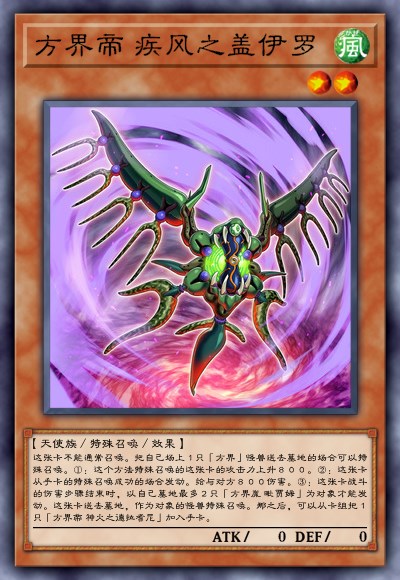 方界帝 疾风之盖伊罗
風
【天使族／特殊召唤／效果】
这张卡不能通常召唤。把自己场上1只「方界」怪兽送去墓地的场合可以特
殊召唤。①：这个方法特殊召唤的这张卡的攻击力上升８００。②：这张卡
从手卡的特殊召唤成功的场合发动。给与对方８００伤害。③：这张卡战斗
的伤害步骤结束时，以自己墓地最多２只「方界胤 毗贾姆」为对象才能发
动。这张卡送去墓地，作为对象的怪兽特殊召唤。那之后，可以从卡组把１
只「方界帝 神火之
」加入手卡。
ATK/ 0 DEF/ 0